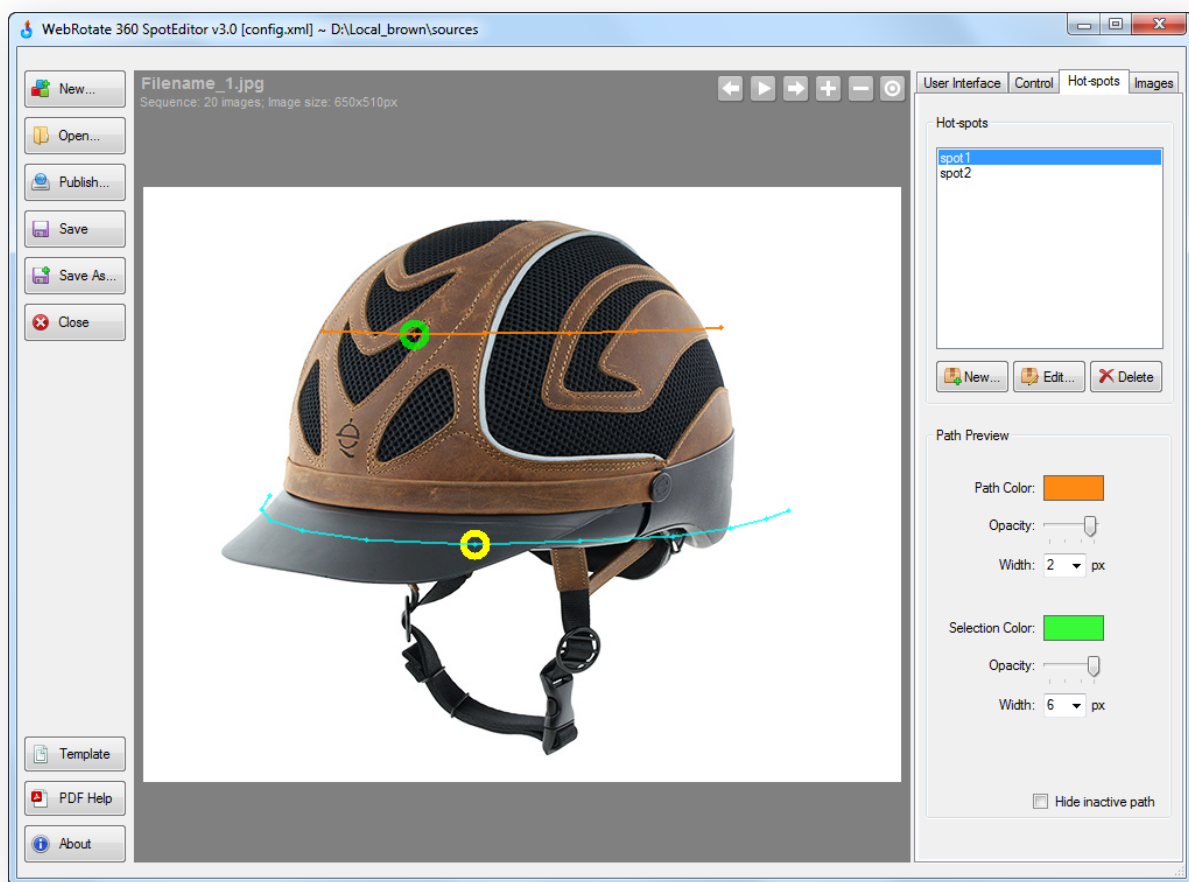 WebRotate 360 SpotEditor v3.0 [config.xml] ~ D:\Local_brown\sources
New...
Open...
Publish...
Save
Save As...
Close
Template
PDF Help
About
Filename_1.jpg
Sequence: 20 images; Image size: 650x510px
User Interface Control Hot-spots Images
Hot-spots
spot1
spot2
New... Edit... Delete
Path Preview
Path Color:
Opacity:
Width: 2 px
Selection Color:
Opacity:
Width: 6 px
Hide inactive path